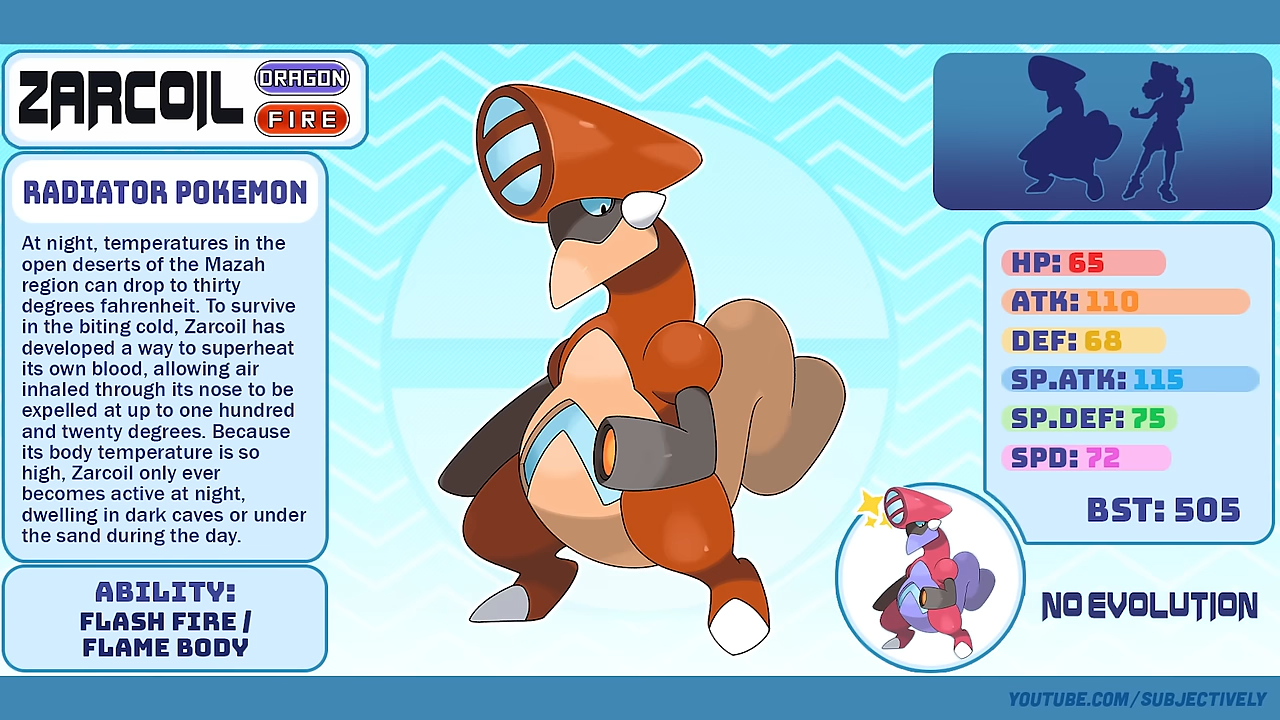 ZARCOIL
DRAGON
FIRE
RADIATOR POKEMON
At night, temperatures in the
open deserts of the Mazah
region can drop to thirty
degrees fahrenheit. To survive
in the biting cold, Zarcoil has
developed a way to superheat
its own blood, allowing air
inhaled through its nose to be
expelled at up to one hundred
and twenty degrees. Because
its body temperature is so
high, Zarcoil only ever
becomes active at night,
dwelling in dark caves or under
the sand during the day.
ABILITY:
FLASH FIRE /
FLAME BODY
HP: 65
ATK: 110
DEF: 68
SP.ATK: 115
SP.DEF: 75
SPD: 72
BST: 505
NO EVOLUTION
YOUTUBE.COM/SUBJECTIVELY